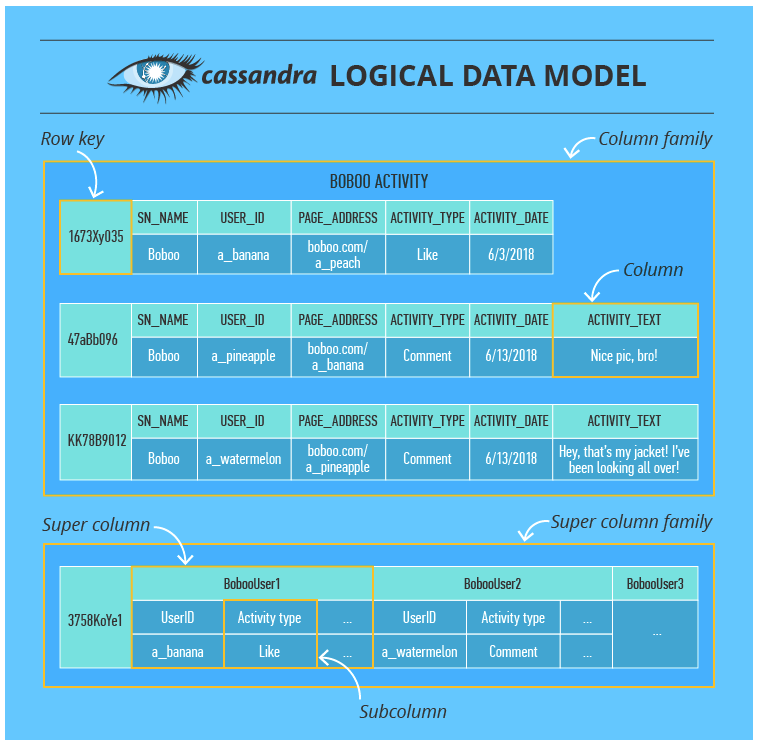 cassandra LOGICAL DATA MODEL
Row key
Column family
BOBOO ACTIVITY
1673Xy035
SN_NAME USER_ID PAGE_ADDRESS ACTIVITY_TYPE ACTIVITY_DATE
Boboo a_banana boboo.com/
a_peach Like 6/3/2018
Column
47aBb096
SN_NAME USER_ID PAGE_ADDRESS ACTIVITY_TYPE ACTIVITY_DATE ACTIVITY_TEXT
Boboo a_pineapple boboo.com/
a_banana Comment 6/13/2018 Nice pic, bro!
KK78B9012
SN_NAME USER_ID PAGE_ADDRESS ACTIVITY_TYPE ACTIVITY_DATE ACTIVITY_TEXT
Boboo a_watermelon boboo.com/
a_pineapple Comment 6/13/2018 Hey, that's my jacket! I've
been looking all over!
Super column
Super column family
3758KoYe1
BobooUser1 BobooUser2 BobooUser3
UserID Activity type ... UserID Activity type ... ...
a_banana Like ... a_watermelon Comment ...
Subcolumn